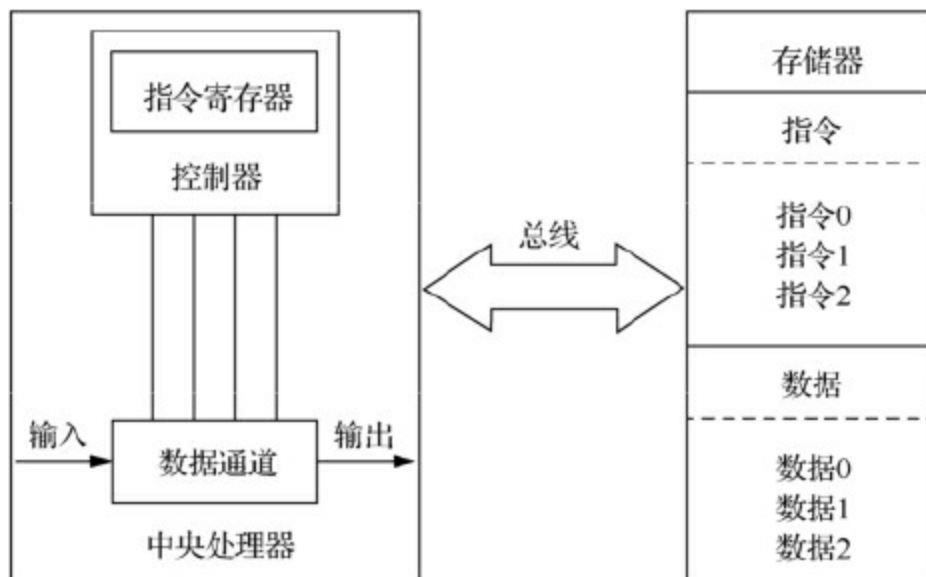 指令寄存器
控制器
输入
数据通道
输出
中央处理器
总线
存储器
指令
指令0
指令1
指令2
数据
数据0
数据1
数据2